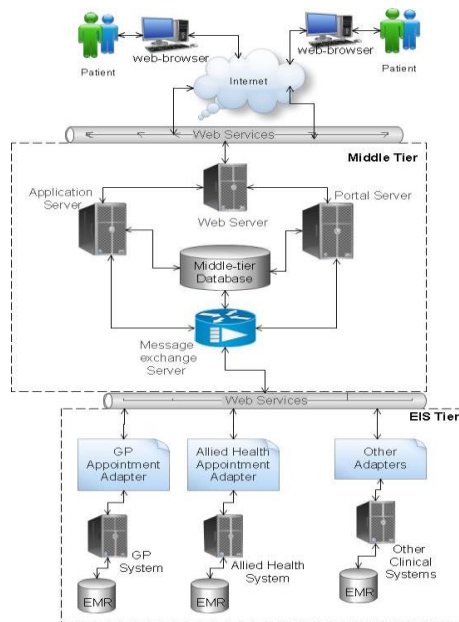 Patient
web-browser
Internet
web-browser
Patient
Web Services
Middle Tier
Application
Server
Web Server
Portal Server
Middle-tier
Database
Message
exchange
Server
Web Services
EIS Tier
GP
Appointment
Adapter
Allied Health
Appointment
Adapter
Other
Adapters
GP
System
Allied Health
System
Other
Clinical
Systems
EMR
EMR
EMR